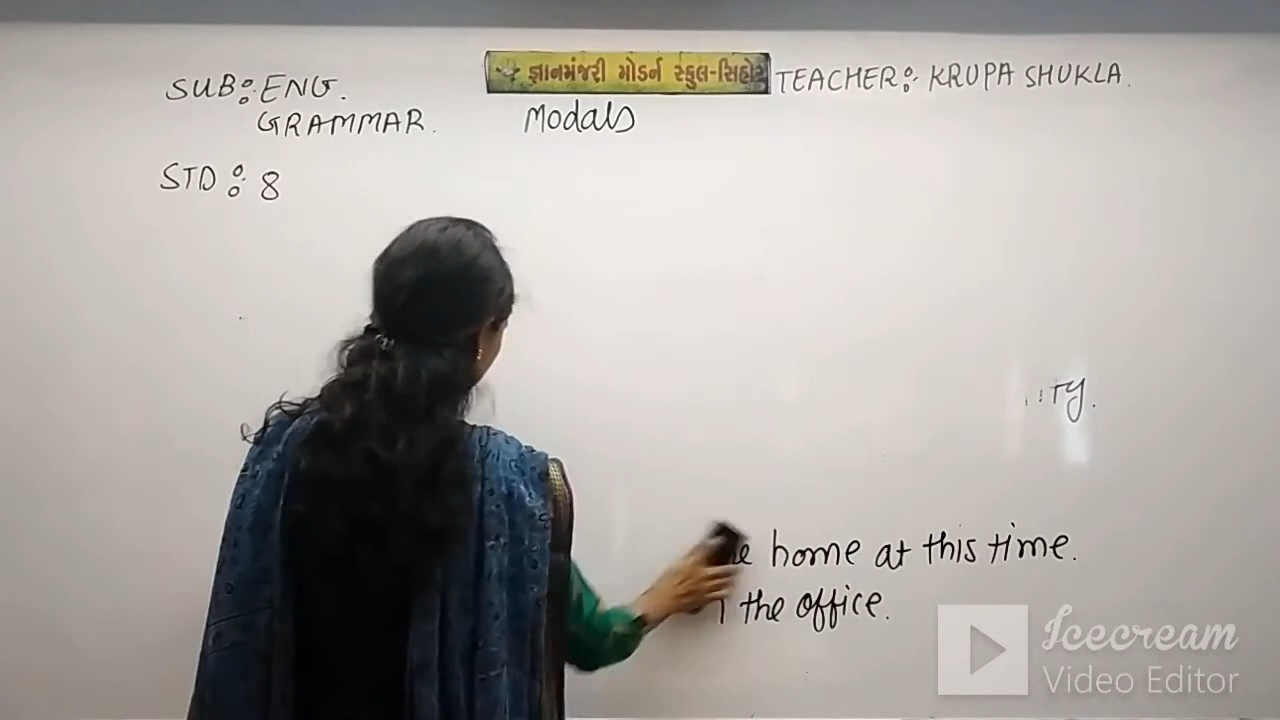 SUB: ENG.
GRAMMAR.
જ્ઞાનમંજરી મોડર્ન સ્કુલ-સિહોર
TEACHER: KRUPA SHUKLA.
Modals
STD: 8
home at this time.
the office.
Icecream
Video Editor